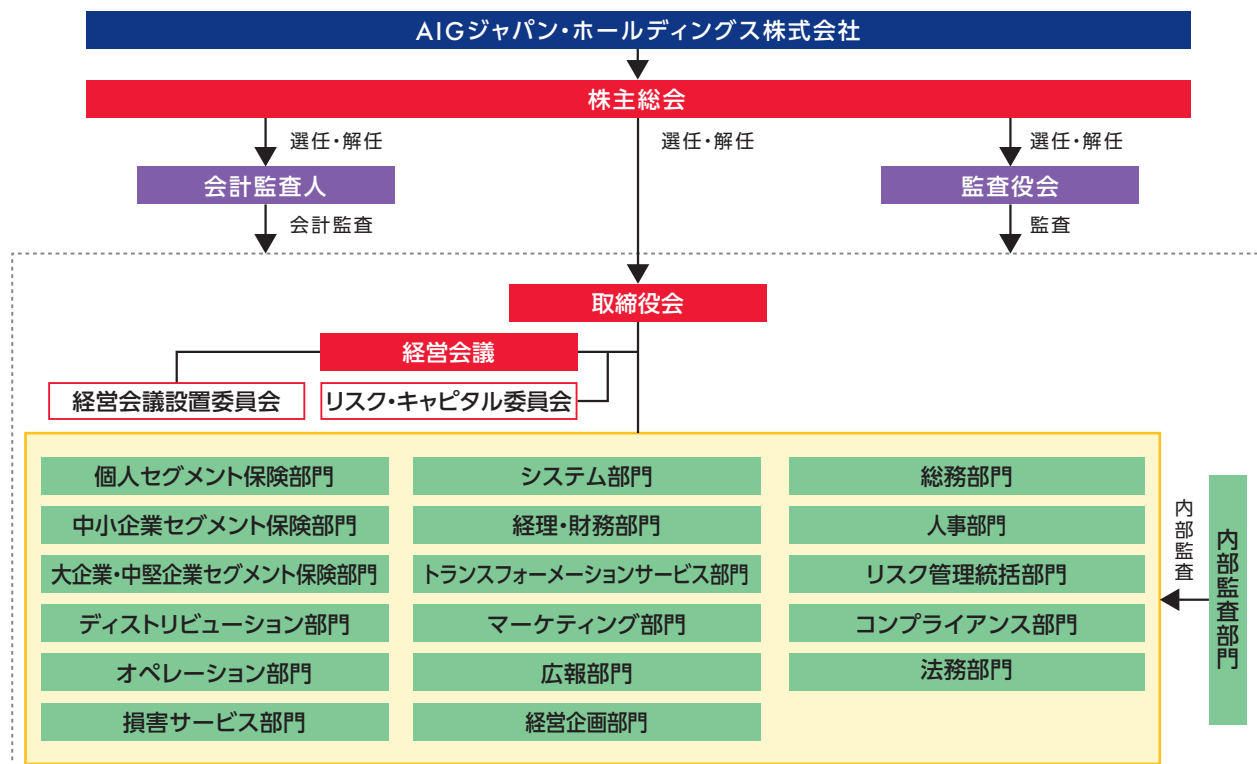 AIGジャパン・ホールディングス株式会社
株主総会
選任・解任
選任・解任
選任・解任
会計監査人
監査役会
会計監査
監査
取締役会
経営会議
経営会議設置委員会
リスク・キャピタル委員会
個人セグメント保険部門
システム部門
総務部門
中小企業セグメント保険部門
経理・財務部門
人事部門
大企業・中堅企業セグメント保険部門
トランスフォーメーションサービス部門
リスク管理統括部門
ディストリビューション部門
マーケティング部門
コンプライアンス部門
オペレーション部門
広報部門
法務部門
損害サービス部門
経営企画部門
内部監査
内部監査部門